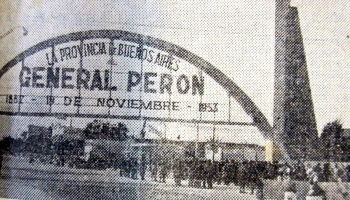 LA PROVINCIA DE BUENOS AIRES
GENERAL PERON
1882 - 19 DE NOVIEMBRE - 1953